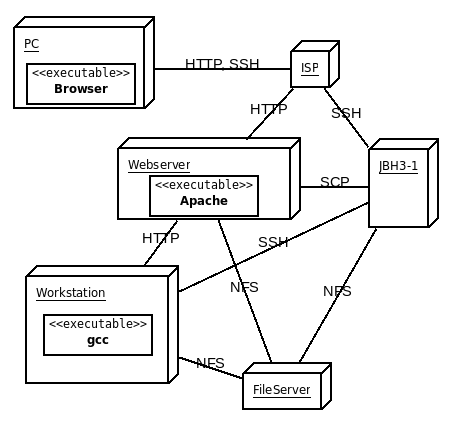 PC
<<executable>>
Browser
HTTP, SSH
ISP
HTTP
SSH
Webserver
<<executable>>
Apache
SCP
JBH3-1
HTTP
SSH
Workstation
<<executable>>
gcc
NFS
NFS
NFS
FileServer